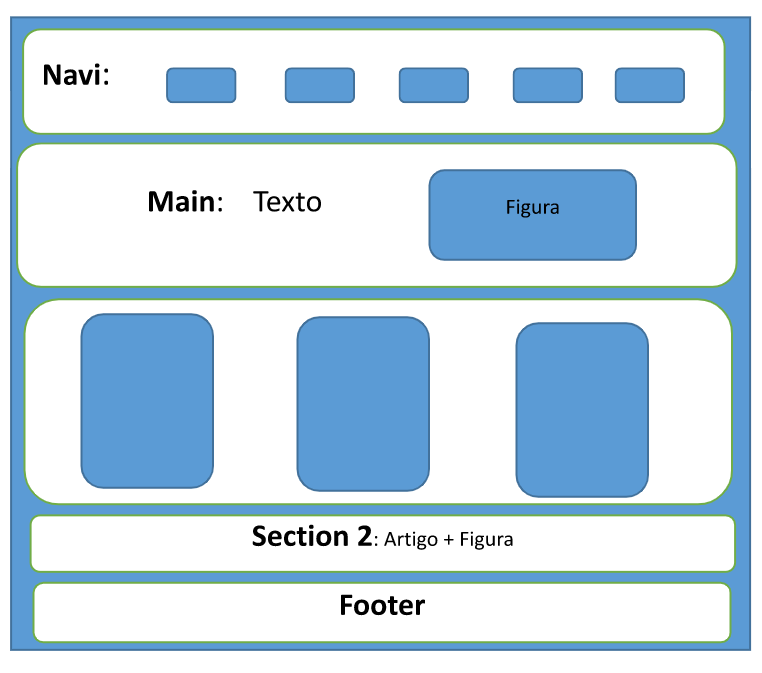 Navi:
Main: Texto
Figura
Section 2: Artigo + Figura
Footer